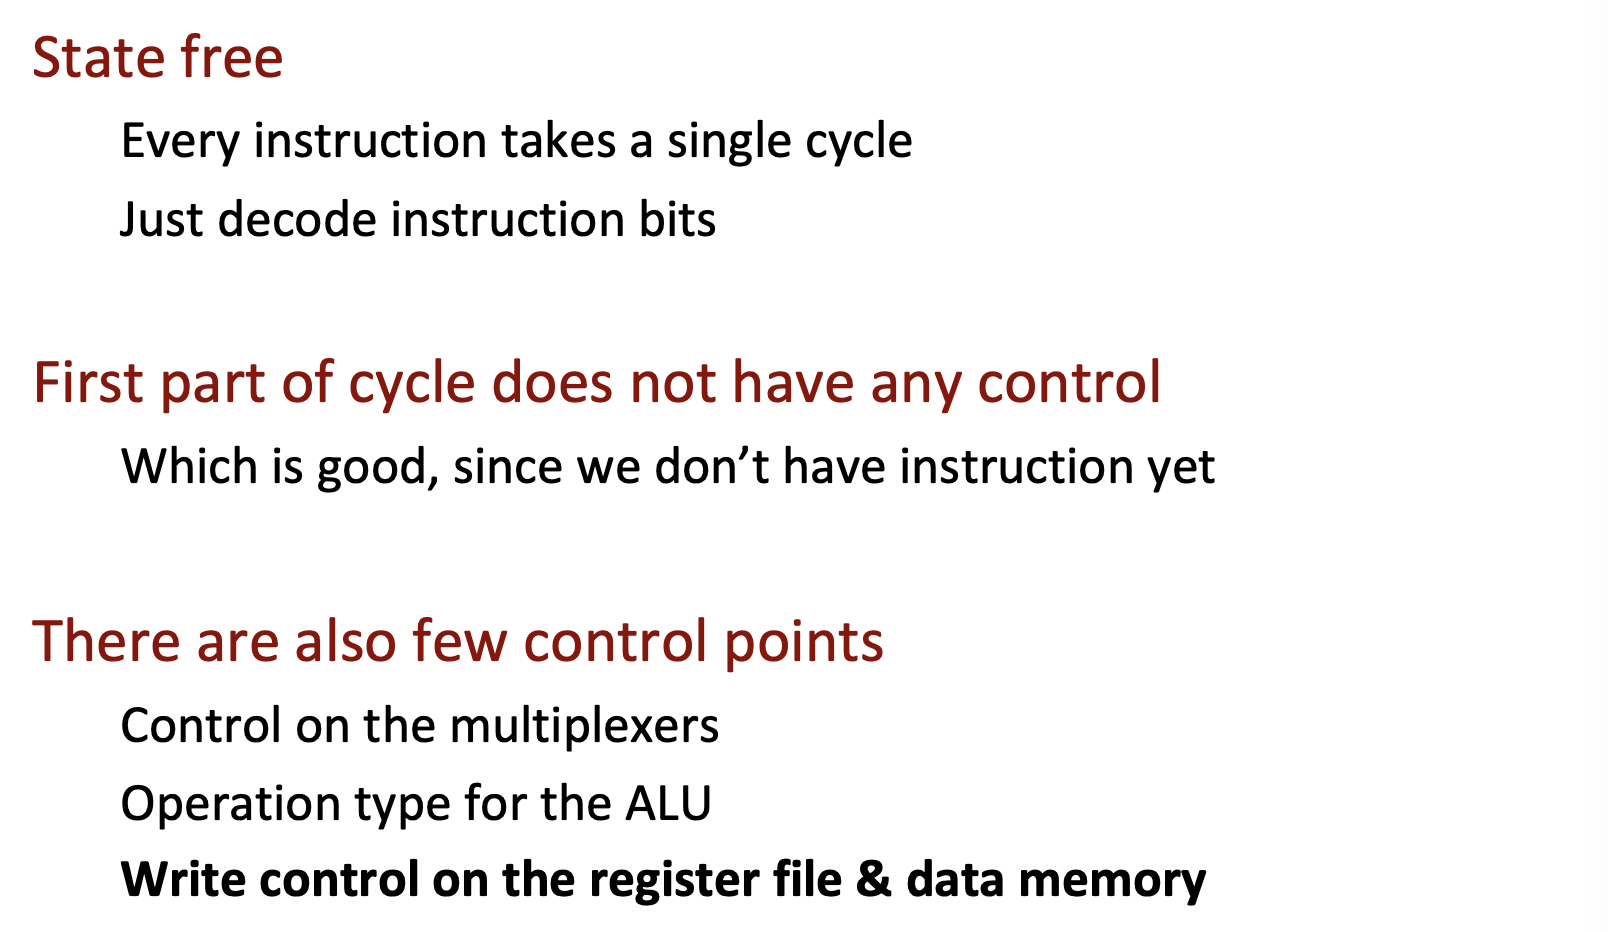 State free
Every instruction takes a single cycle
Just decode instruction bits
First part of cycle does not have any control
Which is good, since we don’t have instruction yet
There are also few control points
Control on the multiplexers
Operation type for the ALU
Write control on the register file & data memory